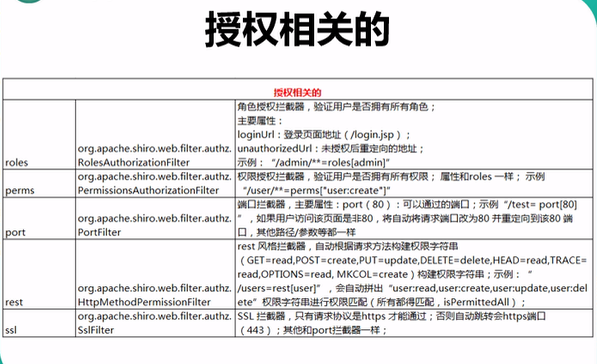 授权相关的
授权相关的
roles
org.apache.shiro.web.filter.authz.
RolesAuthorizationFilter
角色授权拦截器，验证用户是否拥有所有角色；
主要属性：
loginUrl：登录页面地址（/login.jsp）；
unauthorizedUrl：未授权后重定向的地址；
示例： “/admin/**=roles[admin]”
perms
org.apache.shiro.web.filter.authz.
PermissionsAuthorizationFilter
权限授权拦截器，验证用户是否拥有所有权限； 属性和roles 一样； 示例
“/user/**=perms["user:create"]”
port
org.apache.shiro.web.filter.authz.
PortFilter
端口拦截器，主要属性：port（80）：可以通过的端口；示例“/test= port[80]
”，如果用户访问该页面是非80，将自动将请求端口改为80 并重定向到该80 端
口，其他路径/参数等都一样
rest
org.apache.shiro.web.filter.authz.
HttpMethodPermissionFilter
rest 风格拦截器，自动根据请求方法构建权限字符串
（GET=read,POST=create,PUT=update,DELETE=delete,HEAD=read,TRACE=
read,OPTIONS=read, MKCOL=create）构建权限字符串；示例： “
/users=rest[user]”，会自动拼出 “user:read,user:create,user:update,user:del
ete”权限字符串进行权限匹配（所有都得匹配，isPermittedAll）；
ssl
org.apache.shiro.web.filter.authz.
SslFilter
SSL 拦截器，只有请求协议是https 才能通过；否则自动跳转会https端口
（443）；其他和port拦截器一样；